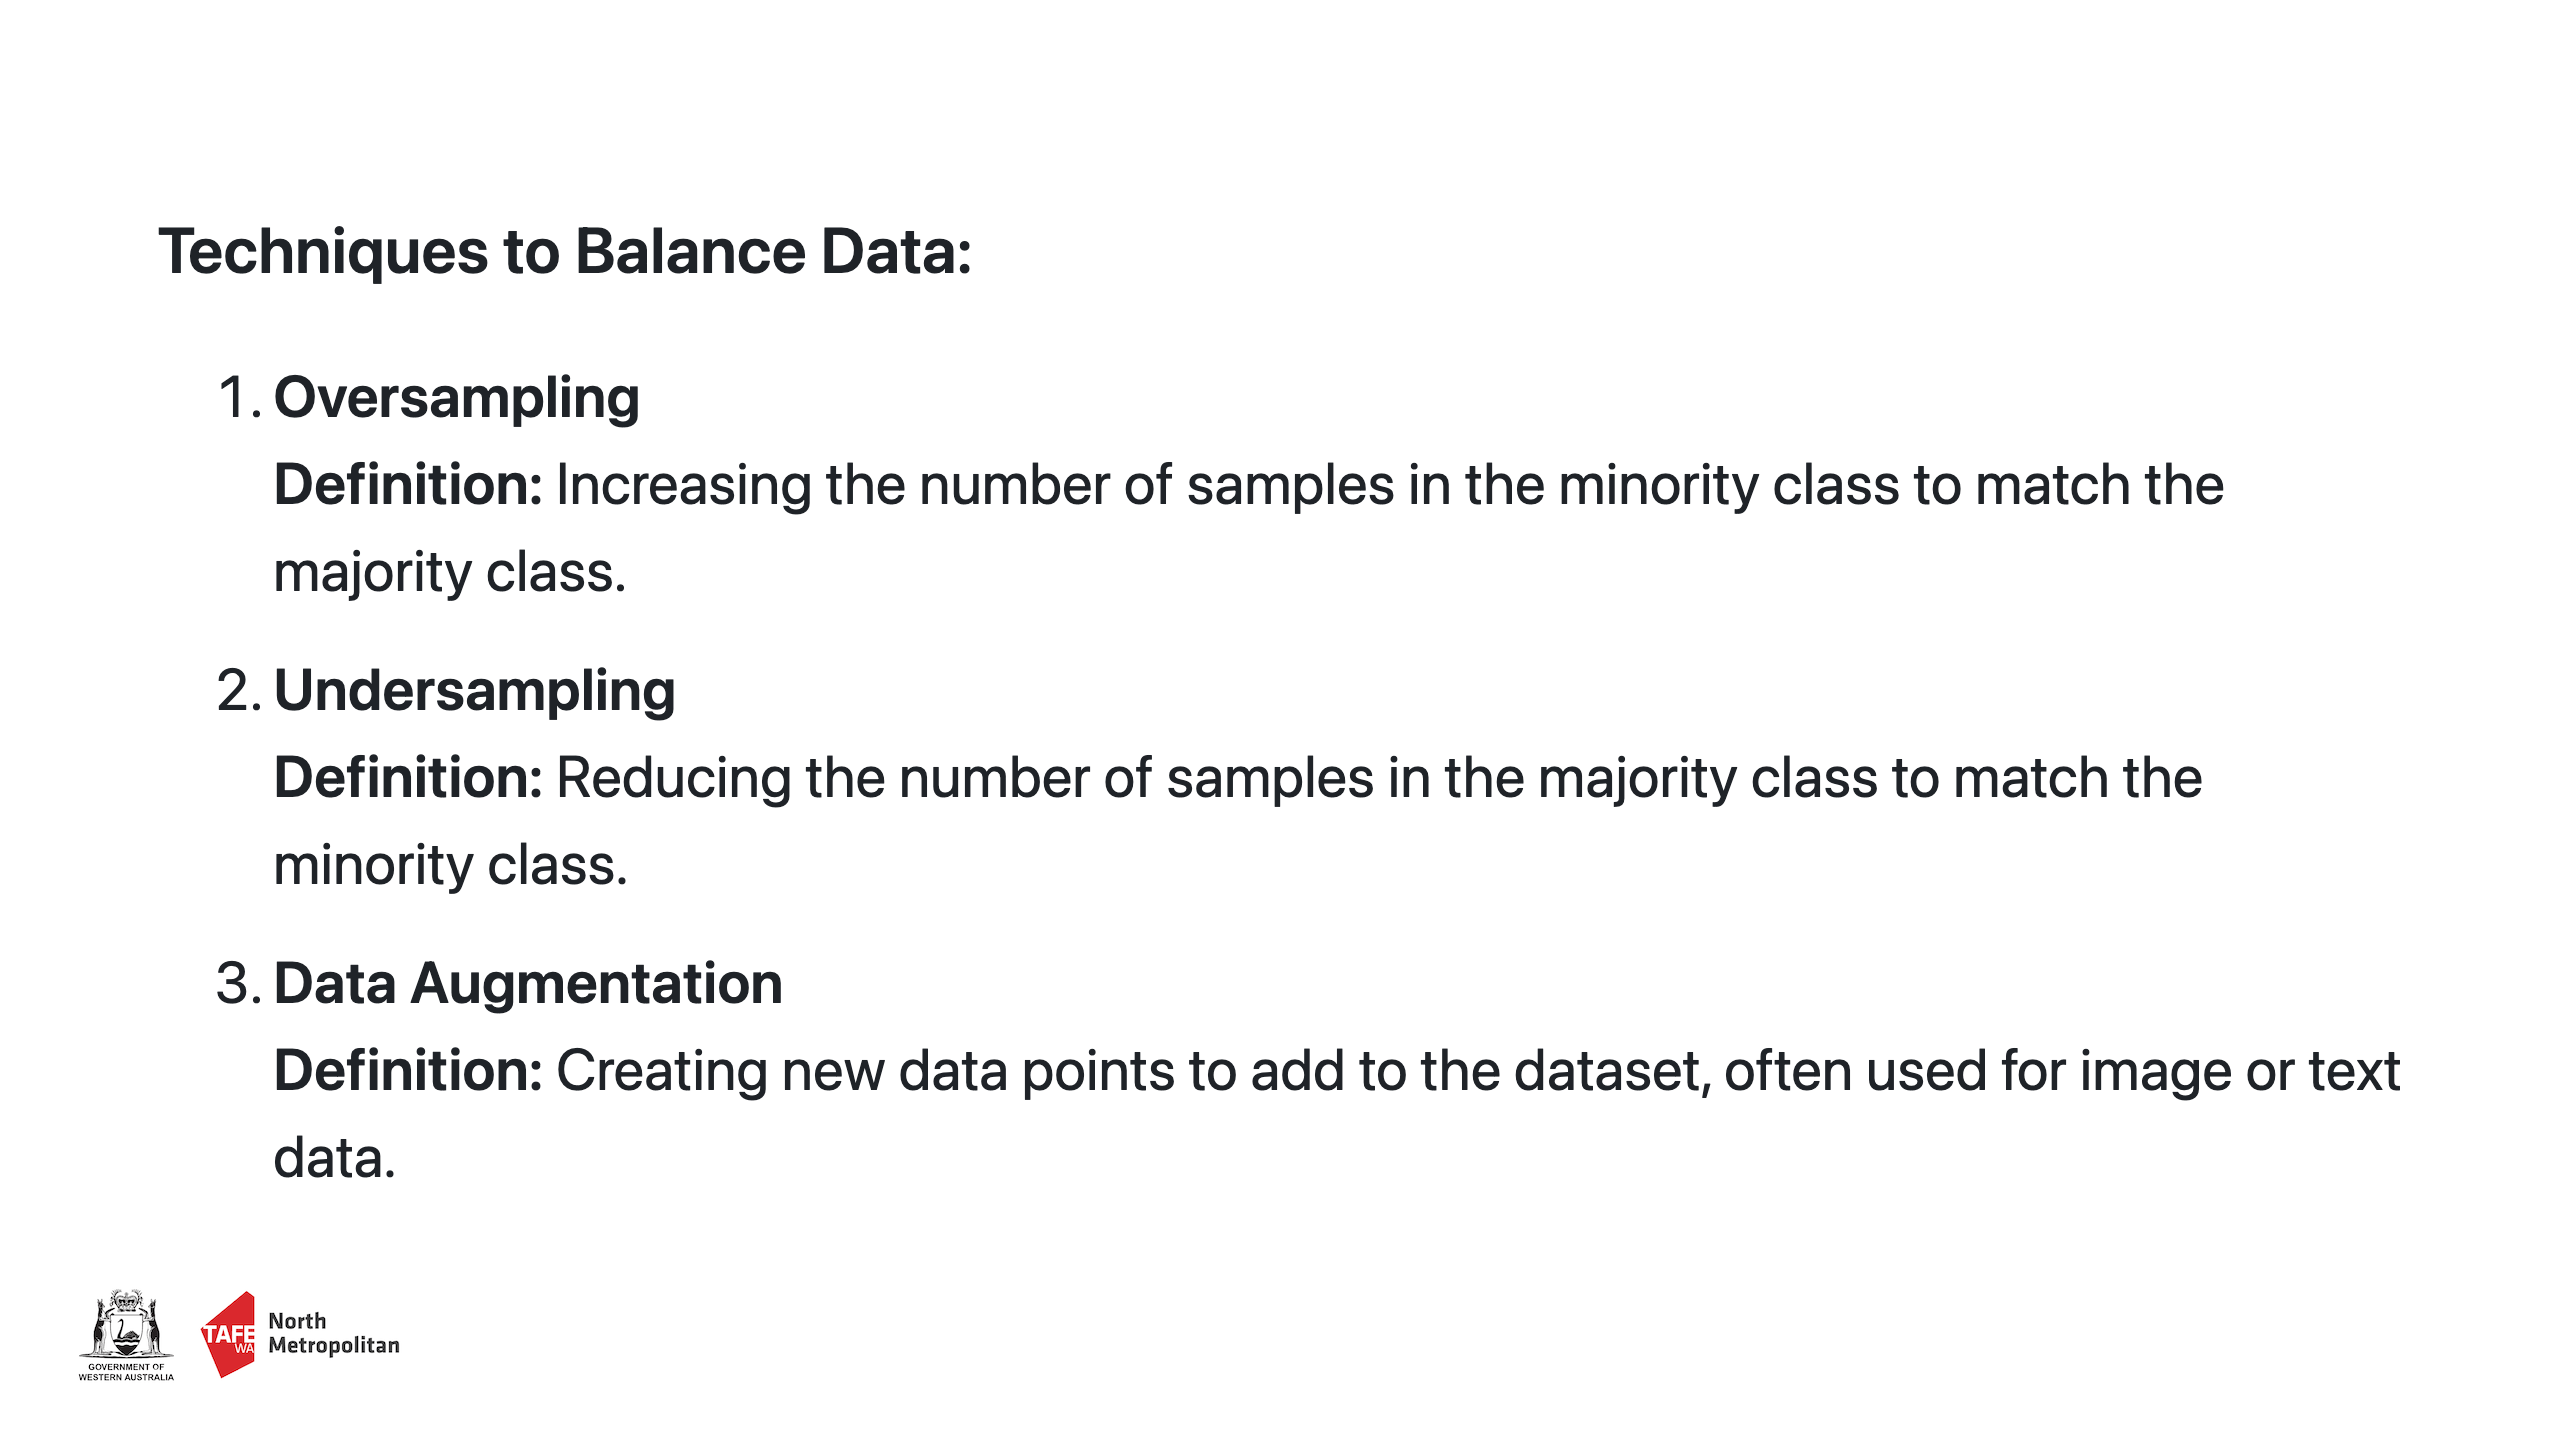 Techniques to Balance Data:
1. Oversampling
Definition: Increasing the number of samples in the minority class to match the
majority class.
2. Undersampling
Definition: Reducing the number of samples in the majority class to match the
minority class.
3. Data Augmentation
Definition: Creating new data points to add to the dataset, often used for image or text
data.
GOVERNMENT OF
WESTERN AUSTRALIA
TAFE
WA
North
Metropolitan